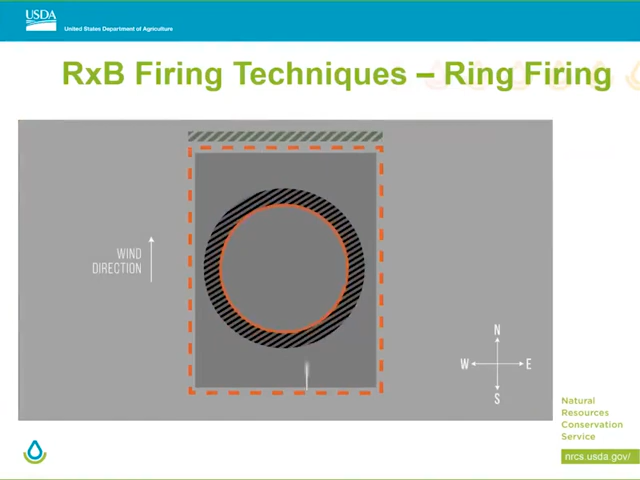 USDA
United States Department of Agriculture
RxB Firing Techniques – Ring Firing
WIND
DIRECTION
N
W
E
S
Natural
Resources
Conservation
Service
nrcs.usda.gov/